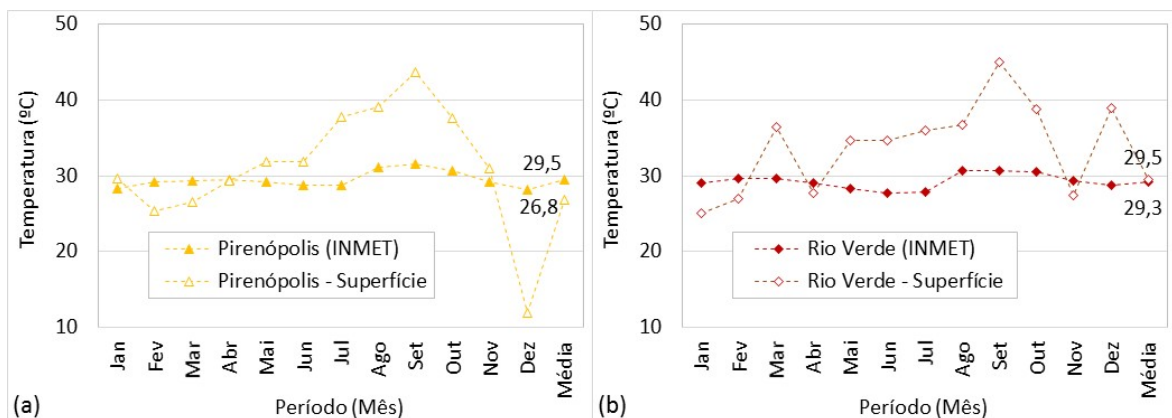 50
40
30
20
10
Temperatura (ºC)
29,5
26,8
Pirenópolis (INMET)
Pirenópolis - Superfície
Jan
Fev
Mar
Abr
Mai
Jun
Jul
Ago
Set
Out
Nov
Dez
Média
(a)
Período (Mês)
50
40
30
20
10
Temperatura (ºC)
29,5
29,3
Rio Verde (INMET)
Rio Verde - Superfície
Jan
Fev
Mar
Abr
Mai
Jun
Jul
Ago
Set
Out
Nov
Dez
Média
(b)
Período (Mês)